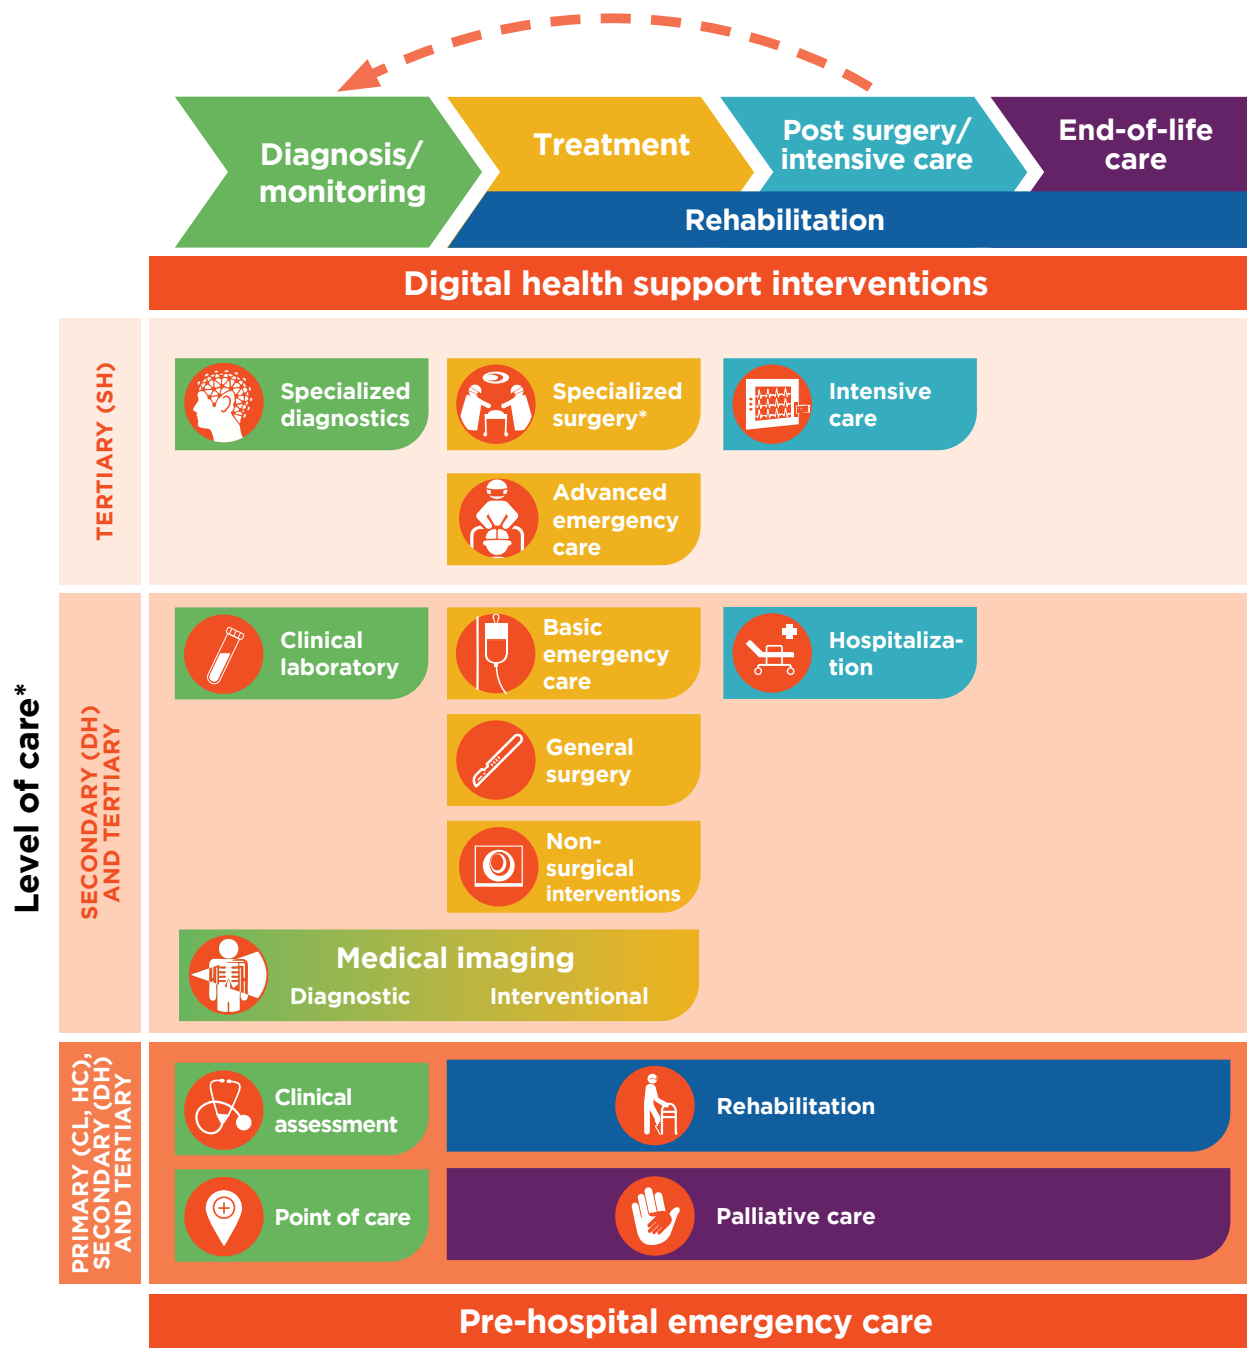 Diagnosis/
monitoring
Treatment
Post surgery/
intensive care
End-of-life
care
Rehabilitation
Digital health support interventions
Level of care*
TERTIARY (SH)
Specialized
diagnostics
Specialized
surgery*
Intensive
care
Advanced
emergency
care
SECONDARY (DH)
AND TERTIARY
Clinical
laboratory
Basic
emergency
care
Hospitaliza-
tion
General
surgery
Non-
surgical
interventions
Medical imaging
Diagnostic
Interventional
PRIMARY (CL, HC),
SECONDARY (DH)
AND TERTIARY
Clinical
assessment
Rehabilitation
Point of care
Palliative care
Pre-hospital emergency care